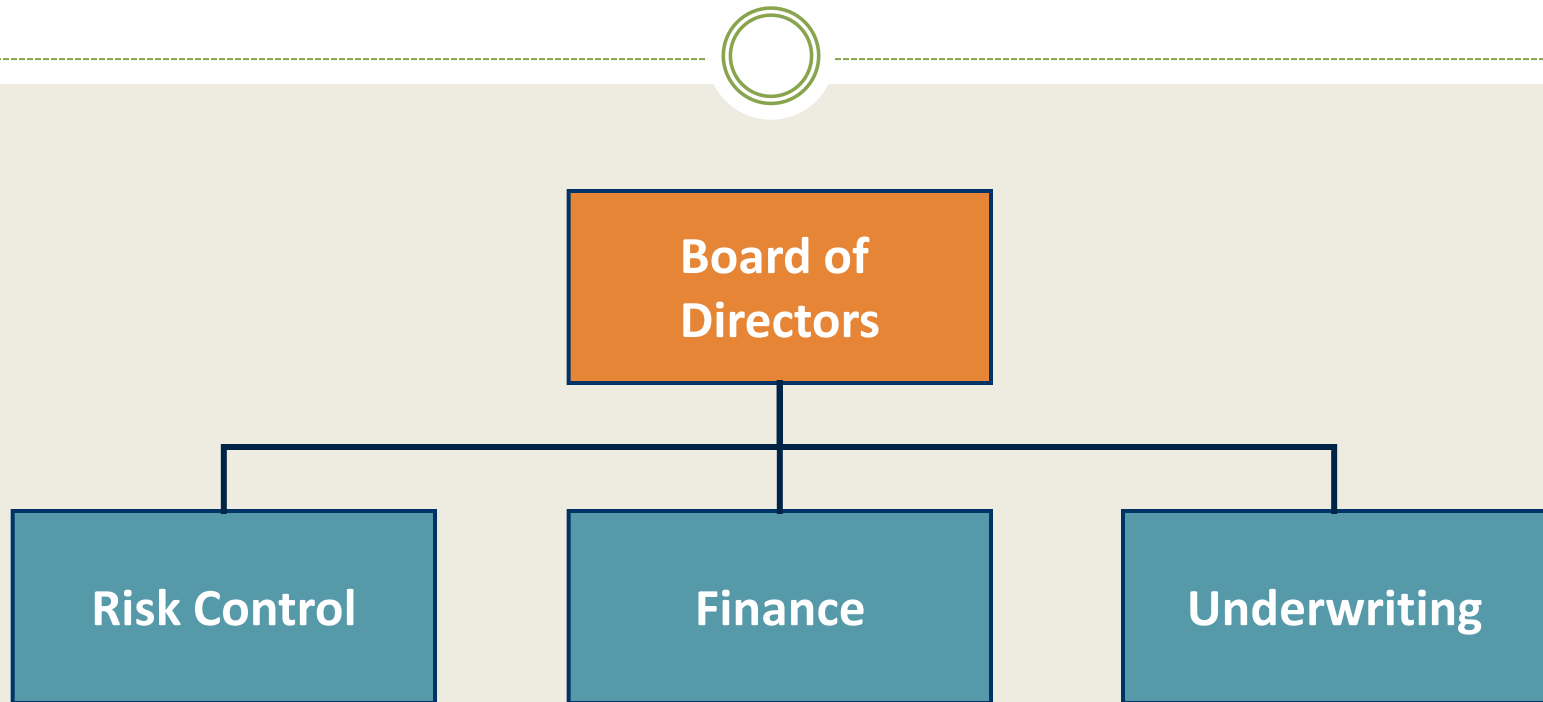 Board of
Directors
Risk Control
Finance
Underwriting